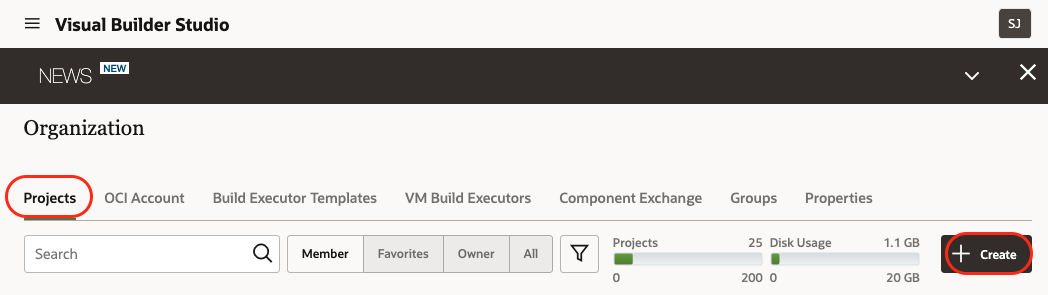 Visual Builder Studio SJ
NEWS NEW
Organization
Projects OCI Account Build Executor Templates VM Build Executors Component Exchange Groups Properties
Search Member Favorites Owner All Projects 25 Disk Usage 1.1 GB Create
0 200 0 20 GB